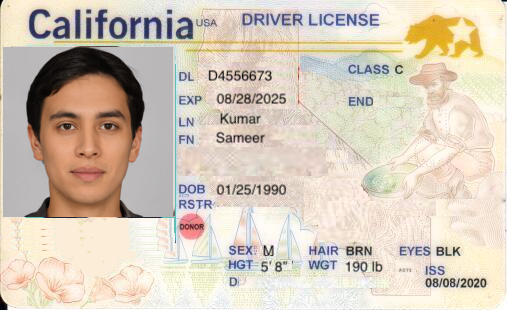 California USA DRIVER LICENSE
DL D4556673 CLASS C
EXP 08/28/2025 END
LN Kumar
FN Sameer
DOB 01/25/1990
RSTR
DONOR
SEX M HAIR BRN EYES BLK
HGT 5' 8" WGT 190 lb ISS
D 08/08/2020